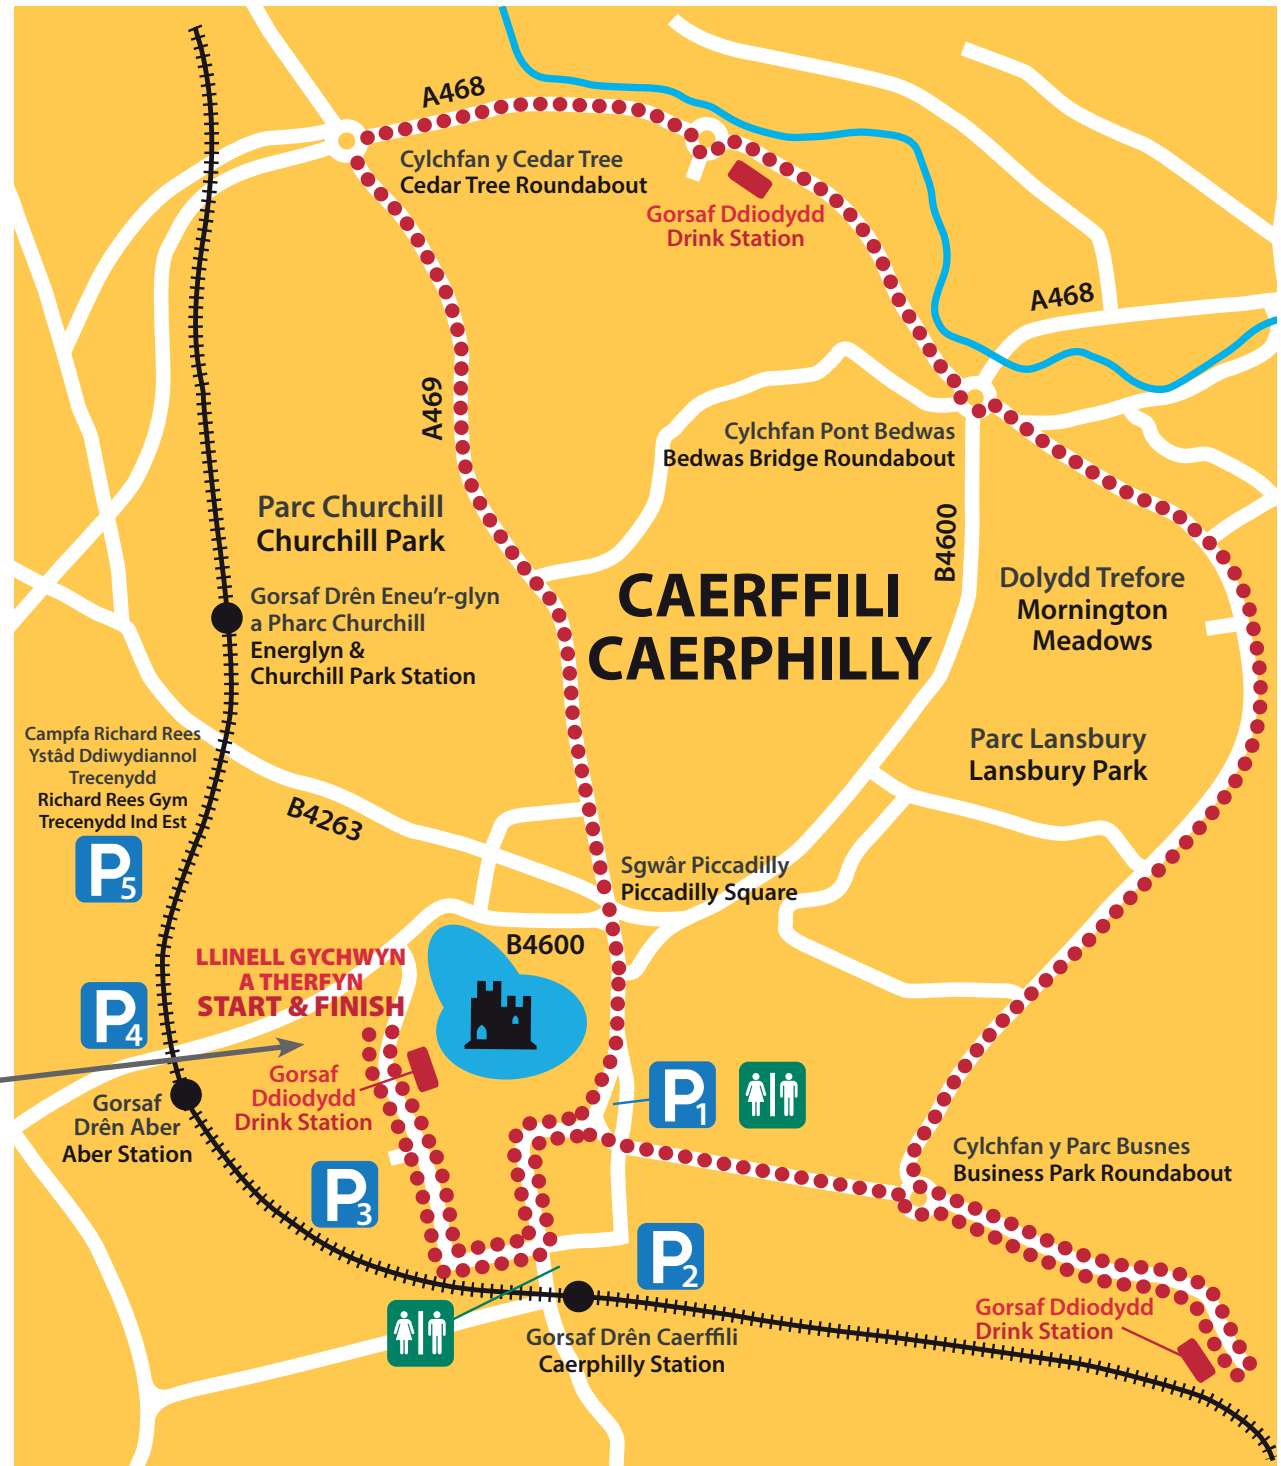 A468
Cylchfan y Cedar Tree
Cedar Tree Roundabout
Gorsaf Ddiodydd
Drink Station
A468
A469
Cylchfan Pont Bedwas
Bedwas Bridge Roundabout
Parc Churchill
Churchill Park
B4600
CAERFFILI
CAERPHILLY
Dolydd Trefore
Mornington
Meadows
Gorsaf Drên Eneu'r-glyn
a Pharc Churchill
Energlyn &
Churchill Park Station
Campfa Richard Rees
Ystâd Ddiwydiannol
Trecenydd
Richard Rees Gym
Trecenydd Ind Est
P5
Parc Lansbury
Lansbury Park
B4263
Sgwâr Piccadilly
Piccadilly Square
B4600
LLINELL GYCHWYN
A THERFYN
START & FINISH
P4
Gorsaf
Ddiodydd
Drink Station
Gorsaf
Drên Aber
Aber Station
P1
Cylchfan y Parc Busnes
Business Park Roundabout
P3
P2
Gorsaf Ddiodydd
Drink Station
Gorsaf Drên Caerffili
Caerphilly Station